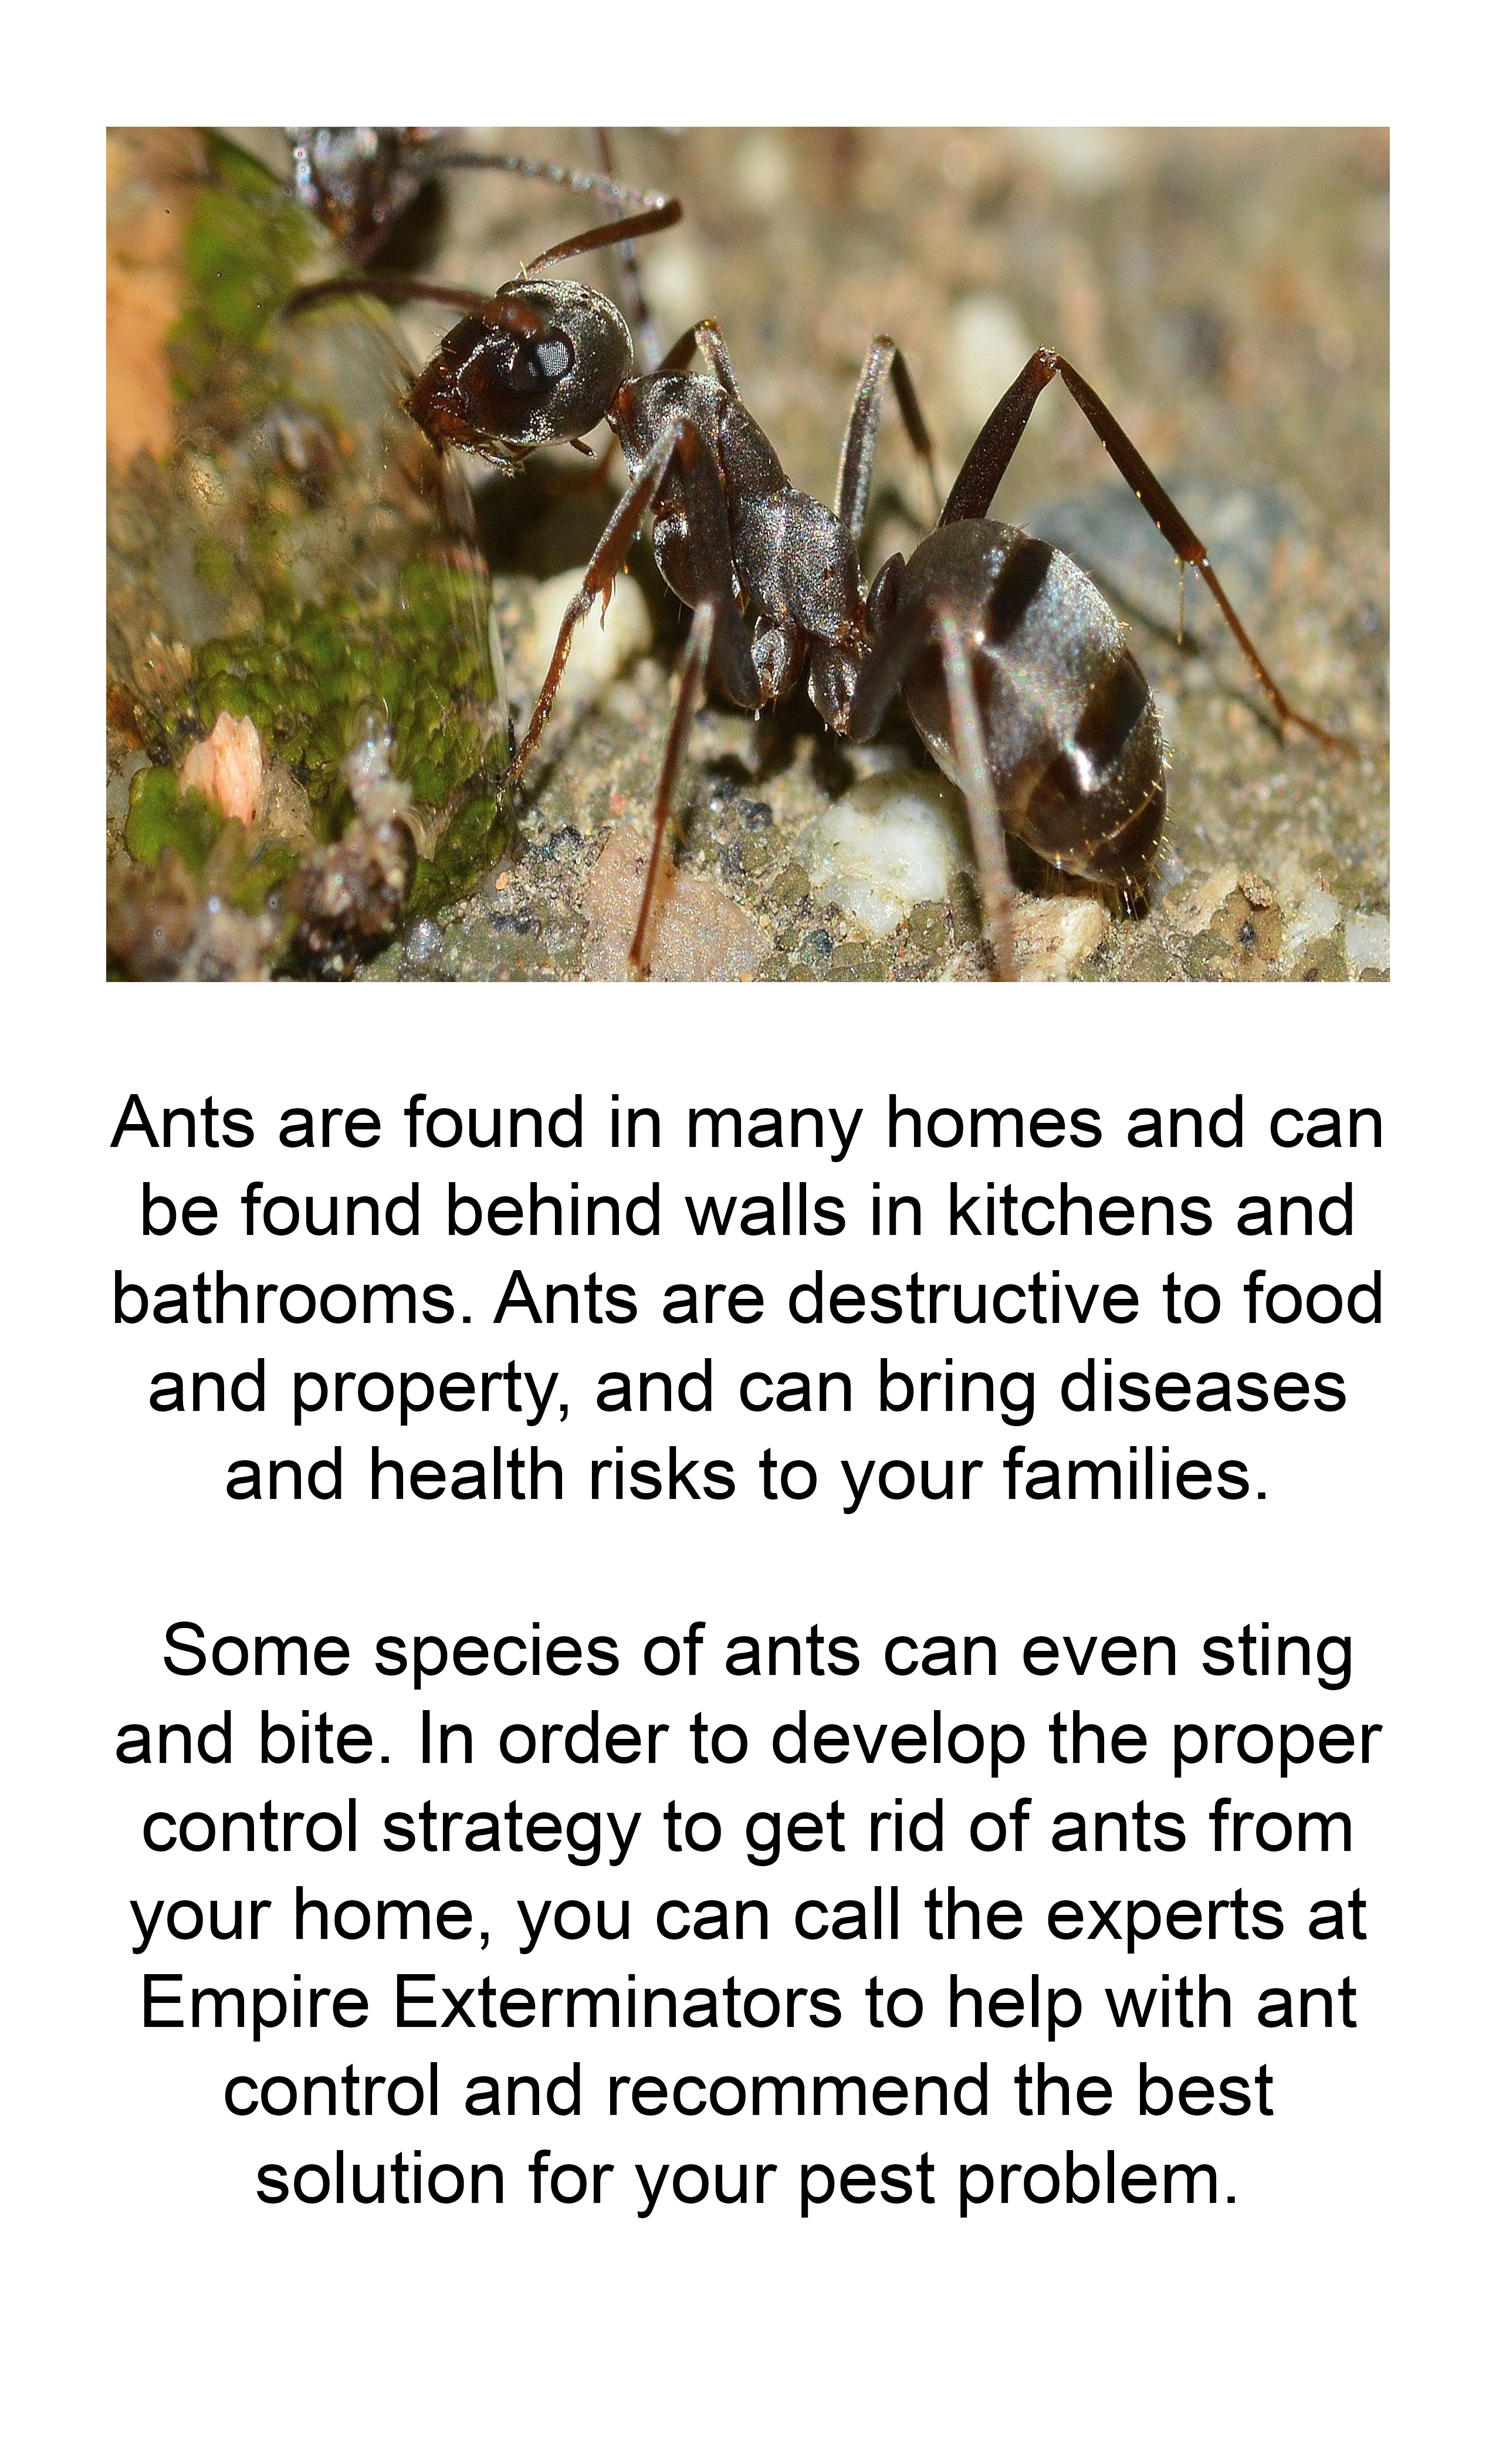 Ants are found in many homes and can
be found behind walls in kitchens and
bathrooms. Ants are destructive to food
and property, and can bring diseases
and health risks to your families.
Some species of ants can even sting
and bite. In order to develop the proper
control strategy to get rid of ants from
your home, you can call the experts at
Empire Exterminators to help with ant
control and recommend the best
solution for your pest problem.